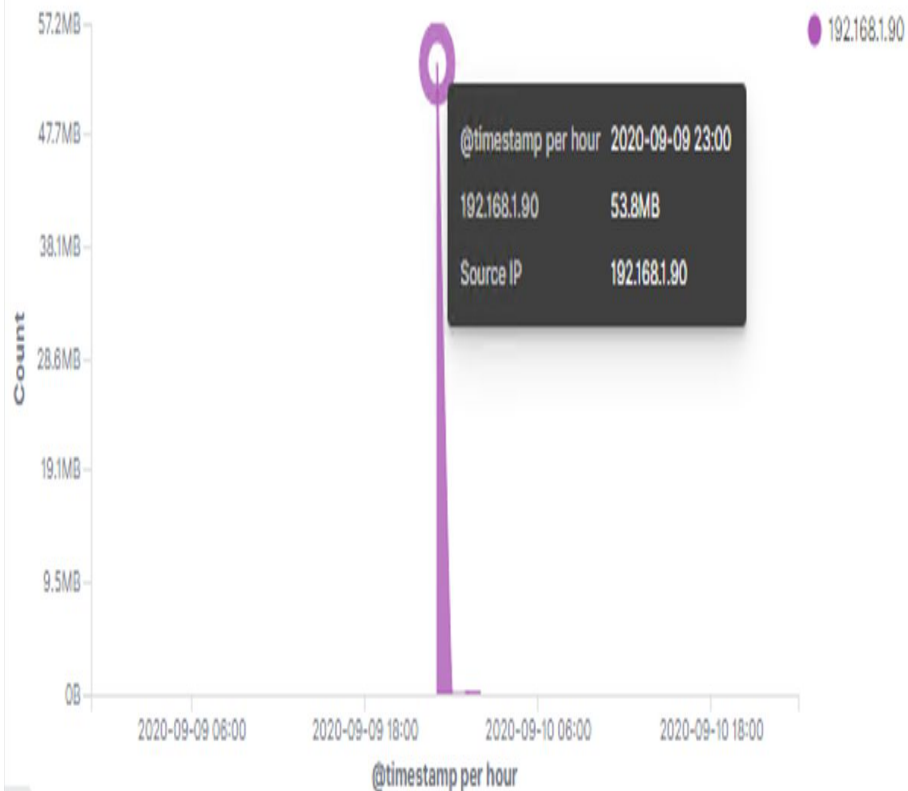 57.2MB
192.168.1.90
47.7MB
@timestamp per hour 2020-09-09 23:00
192.168.1.90 53.8MB
Source IP 192.168.1.90
38.1MB
Count
28.6MB
19.1MB
9.5MB
0B
2020-09-09 06:00 2020-09-09 18:00 2020-09-10 06:00 2020-09-10 18:00
@timestamp per hour